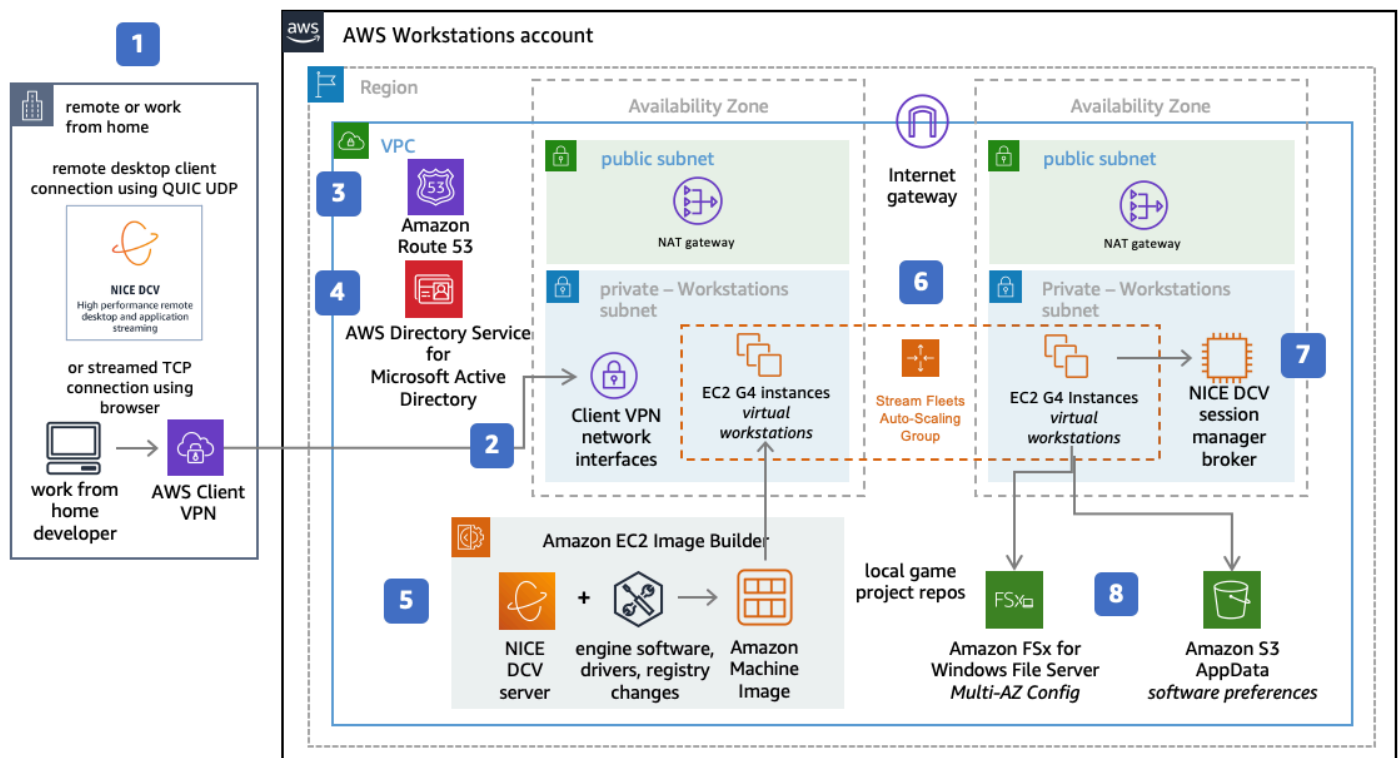 1
remote or work
from home
remote desktop client
connection using QUIC UDP
NICE DCV
High performance remote
desktop and application
streaming
or streamed TCP
connection using
browser
work from
home
developer
AWS Client
VPN
aws
AWS Workstations account
Region
VPC
3
53
Amazon
Route 53
4
AWS Directory Service
for
Microsoft Active
Directory
2
Availability Zone
public subnet
NAT gateway
private – Workstations
subnet
Client VPN
network
interfaces
EC2 G4 instances
virtual
workstations
Internet
gateway
6
Stream Fleets
Auto-Scaling
Group
Availability Zone
public subnet
NAT gateway
Private – Workstations
subnet
EC2 G4 Instances
virtual
workstations
7
NICE DCV
session
manager
broker
5
Amazon EC2 Image Builder
NICE
DCV
server
+
engine software,
drivers, registry
changes
Amazon
Machine
Image
local game
project repos
FSx
8
Amazon FSx for
Windows File Server
Multi-AZ Config
Amazon S3
AppData
software preferences